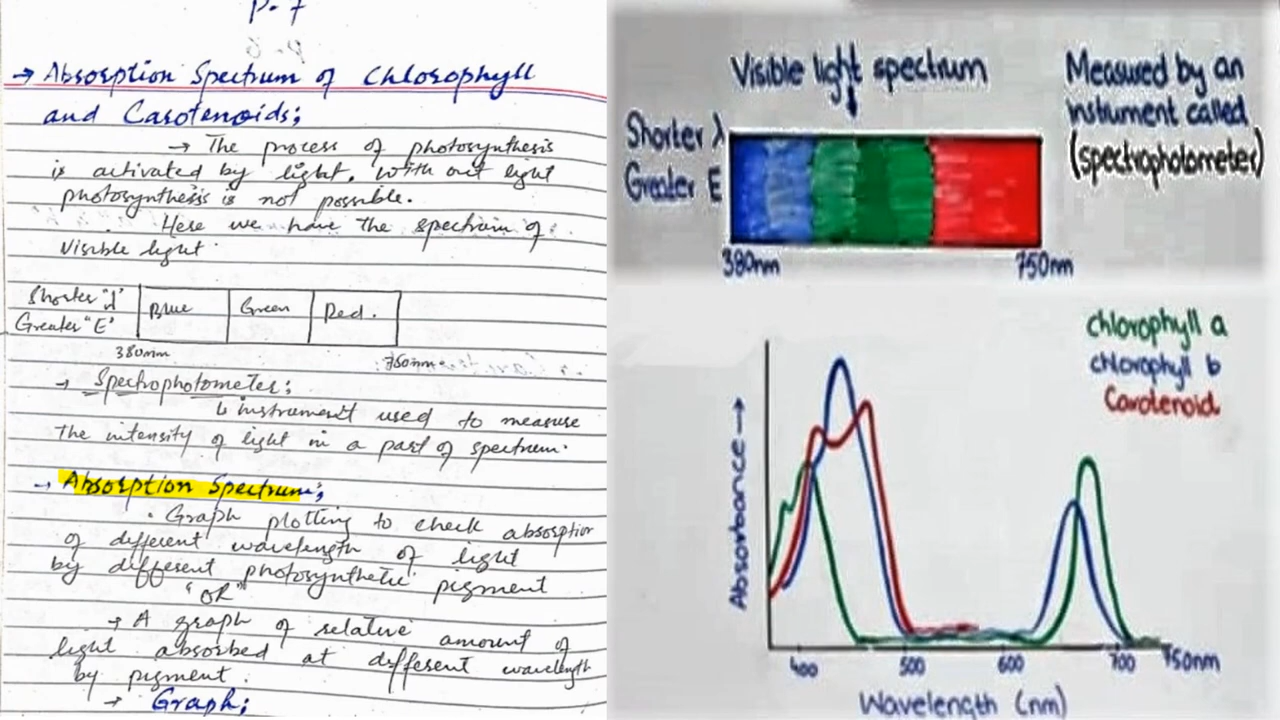 P-7
→ Absorption Spectrum of Chlorophyll
and Carotenoids;
→ The process of photosynthesis
is activated by light. With out light
photosynthesis is not possible.
Here we have the spectrum of
visible light.
Shorter "λ"
Greater "E"
Blue Green Red.
380nm 750nm
→ Spectrophotometer;
↳ instrument used to measure
the intensity of light in a part of spectrum.
→ Absorption Spectrum;
. Graph plotting to check absorption
of different wavelength of light
by different photosynthetic pigment
"OR"
→ A graph of relative amount of
light absorbed at different wavelength
by pigment.
→ Graph;
Visible light spectrum
Shorter λ
Greater E
380nm 750nm
Measured by an
instrument called
(spectropholometer)
chlorophyll a
chlorophyll b
Carotenoid
Absorbance →
400 500 600 700 750nm
Wavelength (nm)